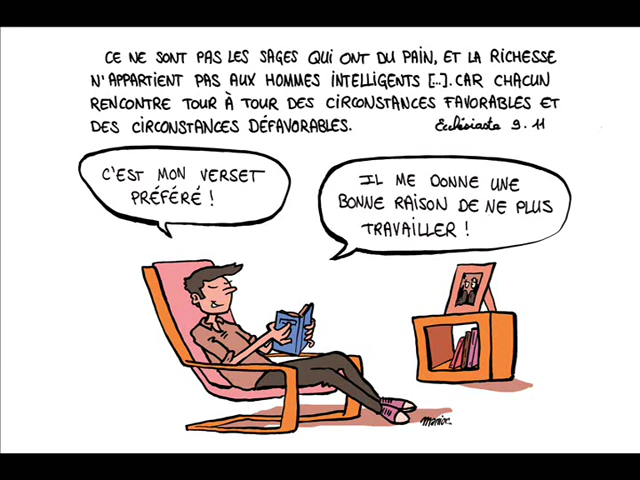 CE NE SONT PAS LES SAGES QUI ONT DU PAIN, ET LA RICHESSE
N'APPARTIENT PAS AUX HOMMES INTELLIGENTS [...]. CAR CHACUN
RENCONTRE TOUR À TOUR DES CIRCONSTANCES FAVORABLES ET
DES CIRCONSTANCES DÉFAVORABLES. Ecclésiaste 9.11
C'EST MON VERSET
PRÉFÉRÉ !
IL ME DONNE UNE
BONNE RAISON DE NE PLUS
TRAVAILLER !